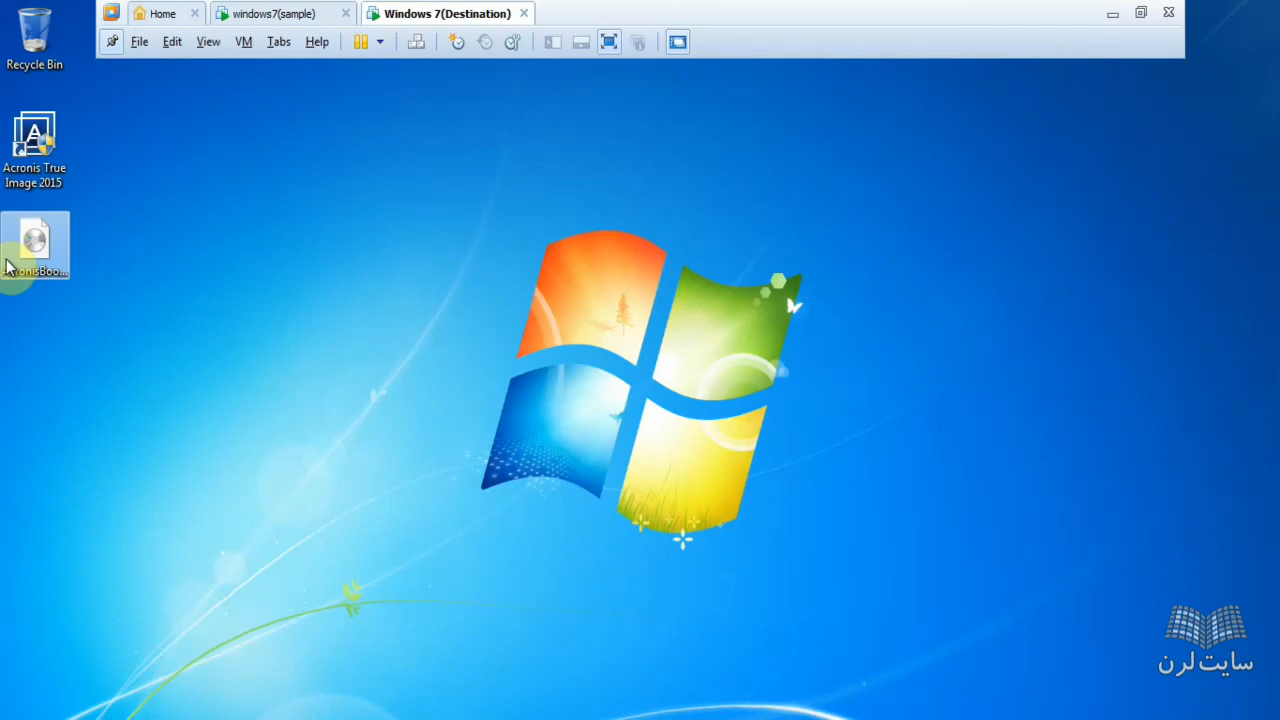 Home
windows7(sample)
Windows 7(Destination)
File Edit View VM Tabs Help
Recycle Bin
A
Acronis True
Image 2015
AcronisBoo...
سایت لرن